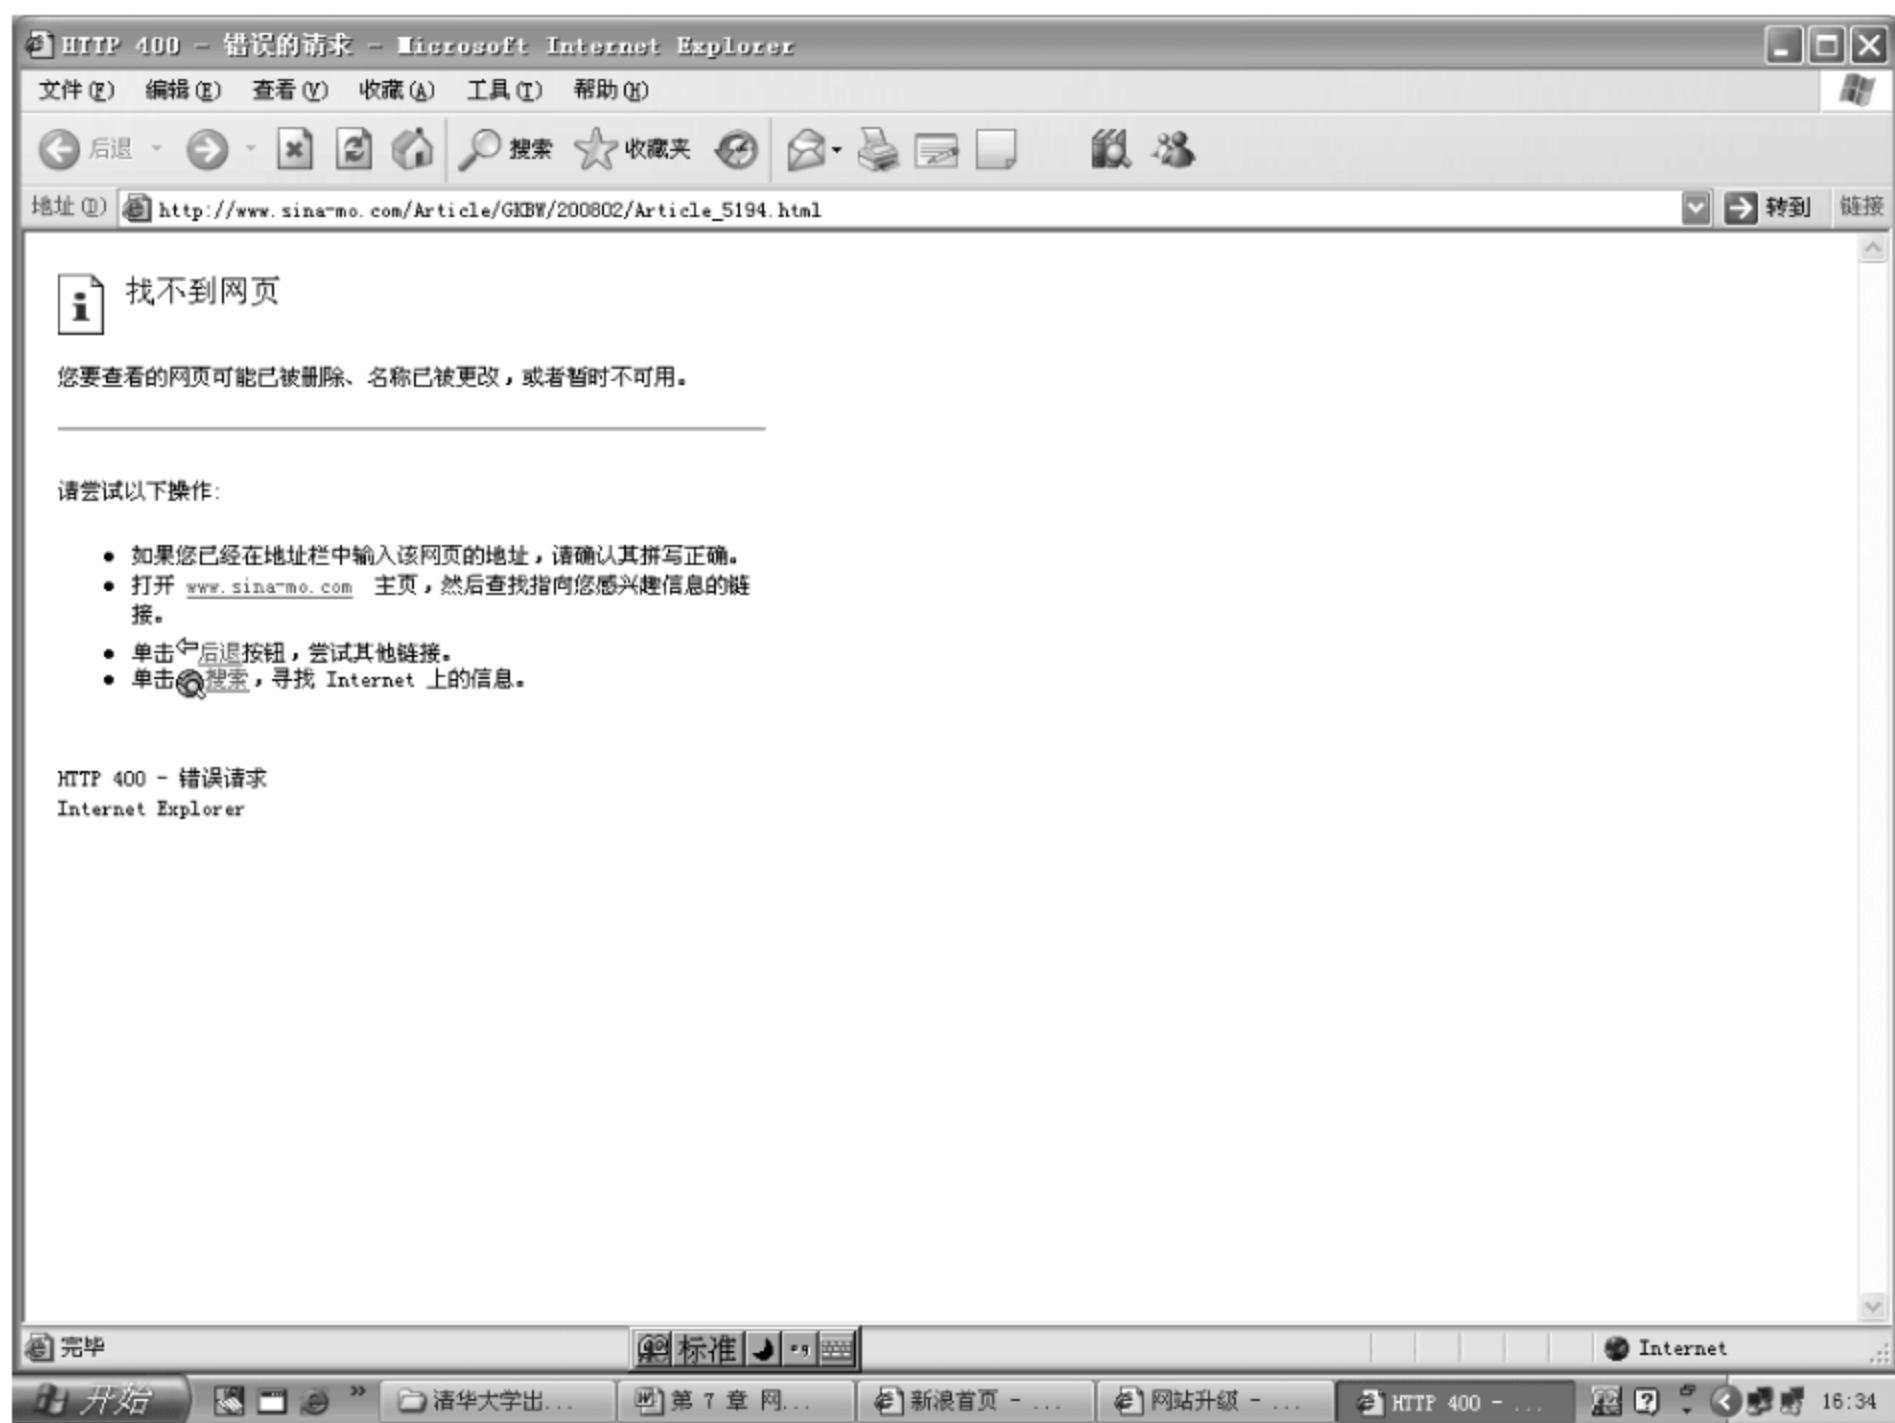 HTTP 400 - 错误的请求 - Microsoft Internet Explorer
文件(F) 编辑(E) 查看(V) 收藏(A) 工具(T) 帮助(H)
后退 搜索 收藏夹
地址(D) http://www.sina-mo.com/Article/GKBW/200802/Article_5194.html 转到 链接
找不到网页
您要查看的网页可能已被删除、名称已被更改，或者暂时不可用。
请尝试以下操作:
● 如果您已经在地址栏中输入该网页的地址，请确认其拼写正确。
● 打开 www.sina-mo.com 主页，然后查找指向您感兴趣信息的链
接。
● 单击后退按钮，尝试其他链接。
● 单击搜索，寻找 Internet 上的信息。
HTTP 400 - 错误请求
Internet Explorer
完毕 标准 Internet
开始 清华大学出... 第 7 章 网... 新浪首页 - ... 网站升级 - ... HTTP 400 - ... 16:34